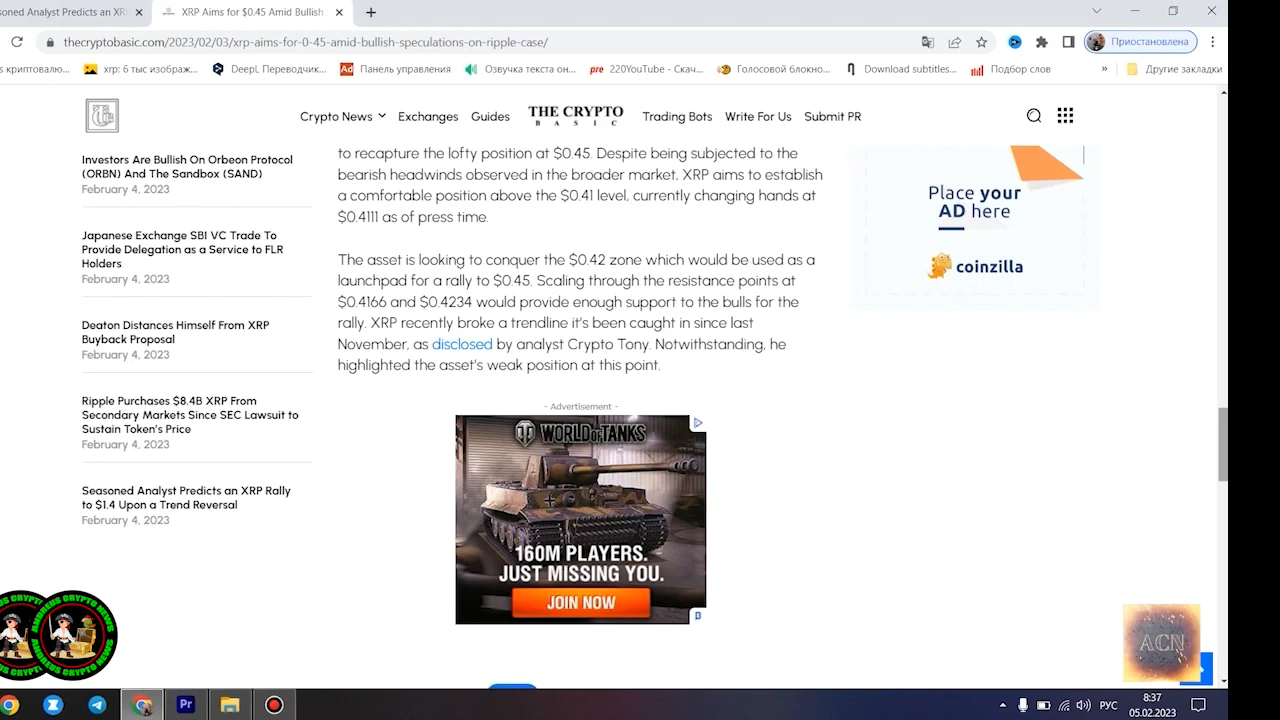 soned Analyst Predicts an XR
XRP Aims for $0.45 Amid Bullish
thecryptobasic.com/2023/02/03/xrp-aims-for-0-45-amid-bullish-speculations-on-ripple-case/
Приостановлена
s криптовалю...
xrp: 6 тыс изображ...
DeepL Переводчик...
Панель управления
Озвучка текста он...
220YouTube - Скач...
Голосовой блокно...
Download subtitles...
Подбор слов
»
Другие закладки
Crypto News
Exchanges
Guides
THE CRYPTO
BASIC
Trading Bots
Write For Us
Submit PR
Investors Are Bullish On Orbeon Protocol
(ORBN) And The Sandbox (SAND)
February 4, 2023
Japanese Exchange SBI VC Trade To
Provide Delegation as a Service to FLR
Holders
February 4, 2023
Deaton Distances Himself From XRP
Buyback Proposal
February 4, 2023
Ripple Purchases $8.4B XRP From
Secondary Markets Since SEC Lawsuit to
Sustain Token's Price
February 4, 2023
Seasoned Analyst Predicts an XRP Rally
to $1.4 Upon a Trend Reversal
February 4, 2023
to recapture the lofty position at $0.45. Despite being subjected to the
bearish headwinds observed in the broader market, XRP aims to establish
a comfortable position above the $0.41 level, currently changing hands at
$0.4111 as of press time.
The asset is looking to conquer the $0.42 zone which would be used as a
launchpad for a rally to $0.45. Scaling through the resistance points at
$0.4166 and $0.4234 would provide enough support to the bulls for the
rally. XRP recently broke a trendline it's been caught in since last
November, as disclosed by analyst Crypto Tony. Notwithstanding, he
highlighted the asset's weak position at this point.
- Advertisement -
WORLD OF TANKS
160M PLAYERS.
JUST MISSING YOU.
JOIN NOW
Place your
AD here
coinzilla
ANDREUS CRYPTO NEWS
ANDREUS CRYPTO NEWS
ACN
Pr
РУС
8:37
05.02.2023